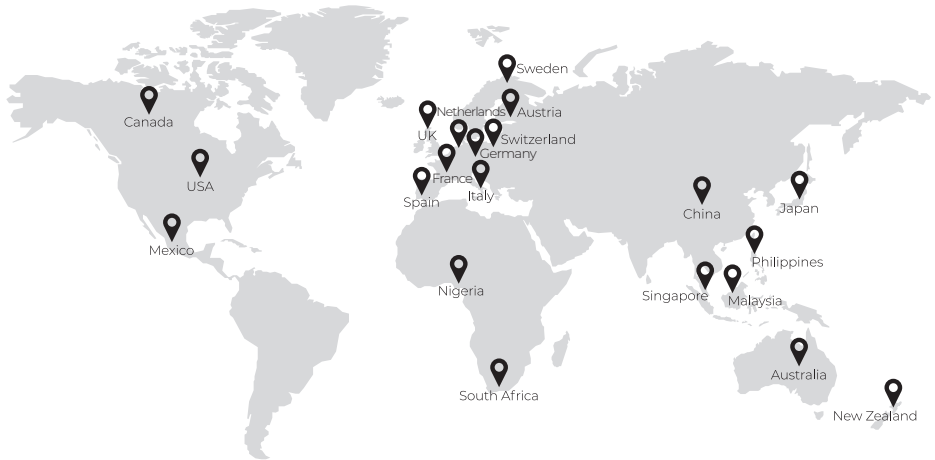 Sweden
Canada
Netherlands
Austria
UK
Switzerland
Germany
USA
France
Italy
Spain
China
Japan
Mexico
Philippines
Nigeria
Singapore
Malaysia
Australia
South Africa
New Zealand